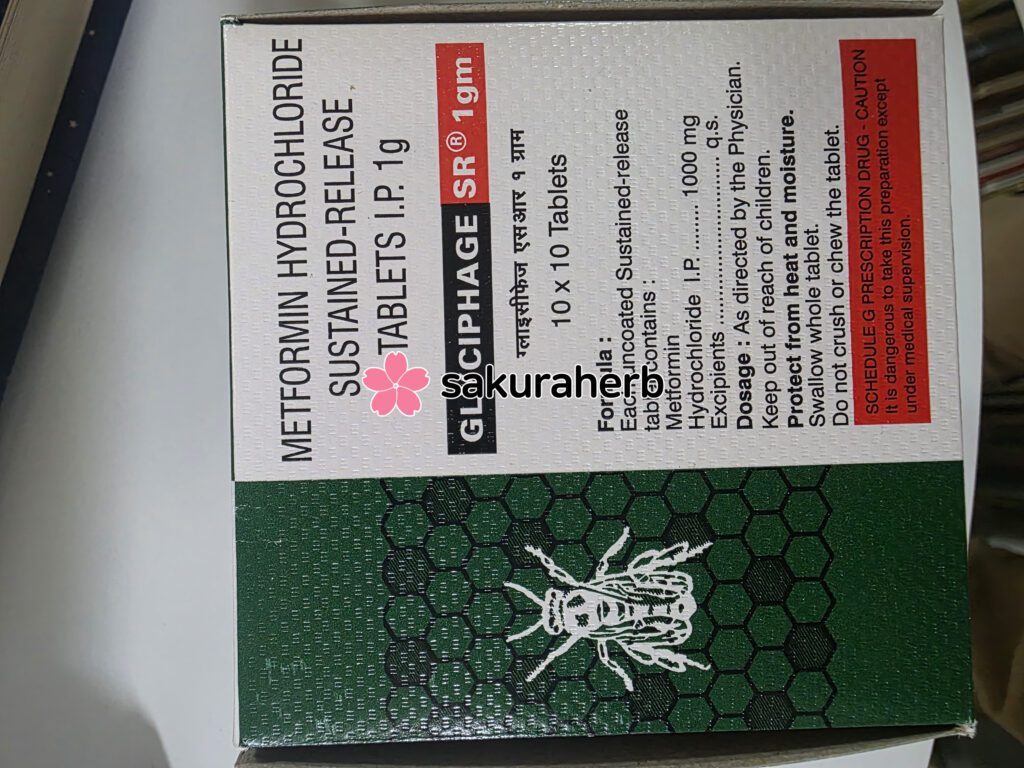 METFORMIN HYDROCHLORIDE
SUSTAINED-RELEASE
TABLETS I.P. 1g
SR® 1gm
ग्लाइसीफेज एसआर १ ग्राम
10 x 10 Tablets
sakuraherb
Each uncoated Sustained-release
tablet contains :
Metformin
Hydrochloride I.P. ......... 1000 mg
Excipients ........................ q.s.
Dosage : As directed by the Physician.
Keep out of reach of children.
Protect from heat and moisture.
Swallow whole tablet.
Do not crush or chew the tablet.
SCHEDULE G PRESCRIPTION DRUG - CAUTION
It is dangerous to take this preparation except
under medical supervision.